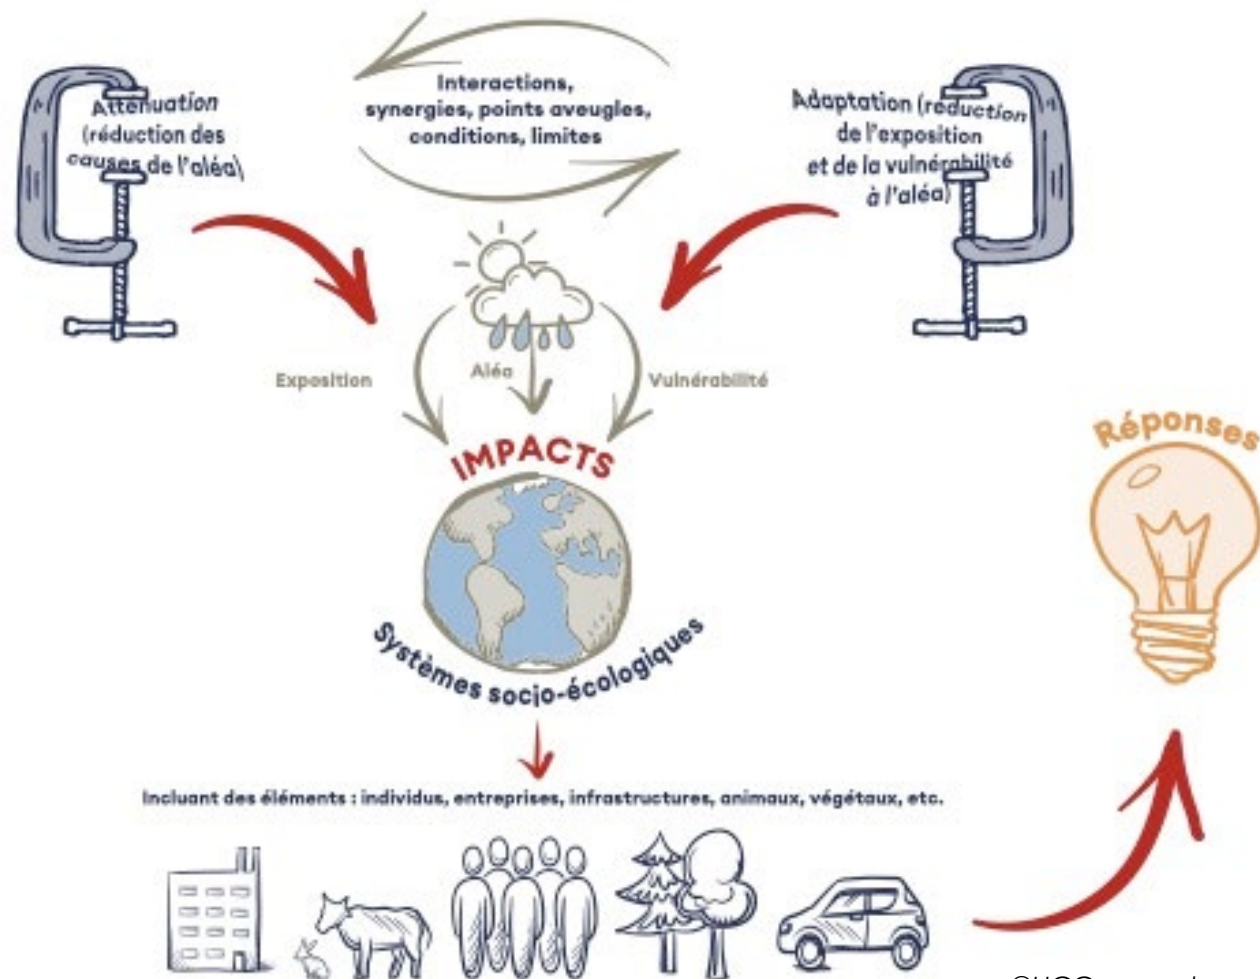 Interactions,
synergies, points aveugles,
conditions, limites
Atténuation
(réduction des
causes de l'aléa)
Adaptation (réduction
de l'exposition
et de la vulnérabilité
à l'aléa)
Exposition
Aléa
Vulnérabilité
IMPACTS
Systèmes socio-écologiques
Réponses
Incluant des éléments : individus, entreprises, infrastructures, animaux, végétaux, etc.